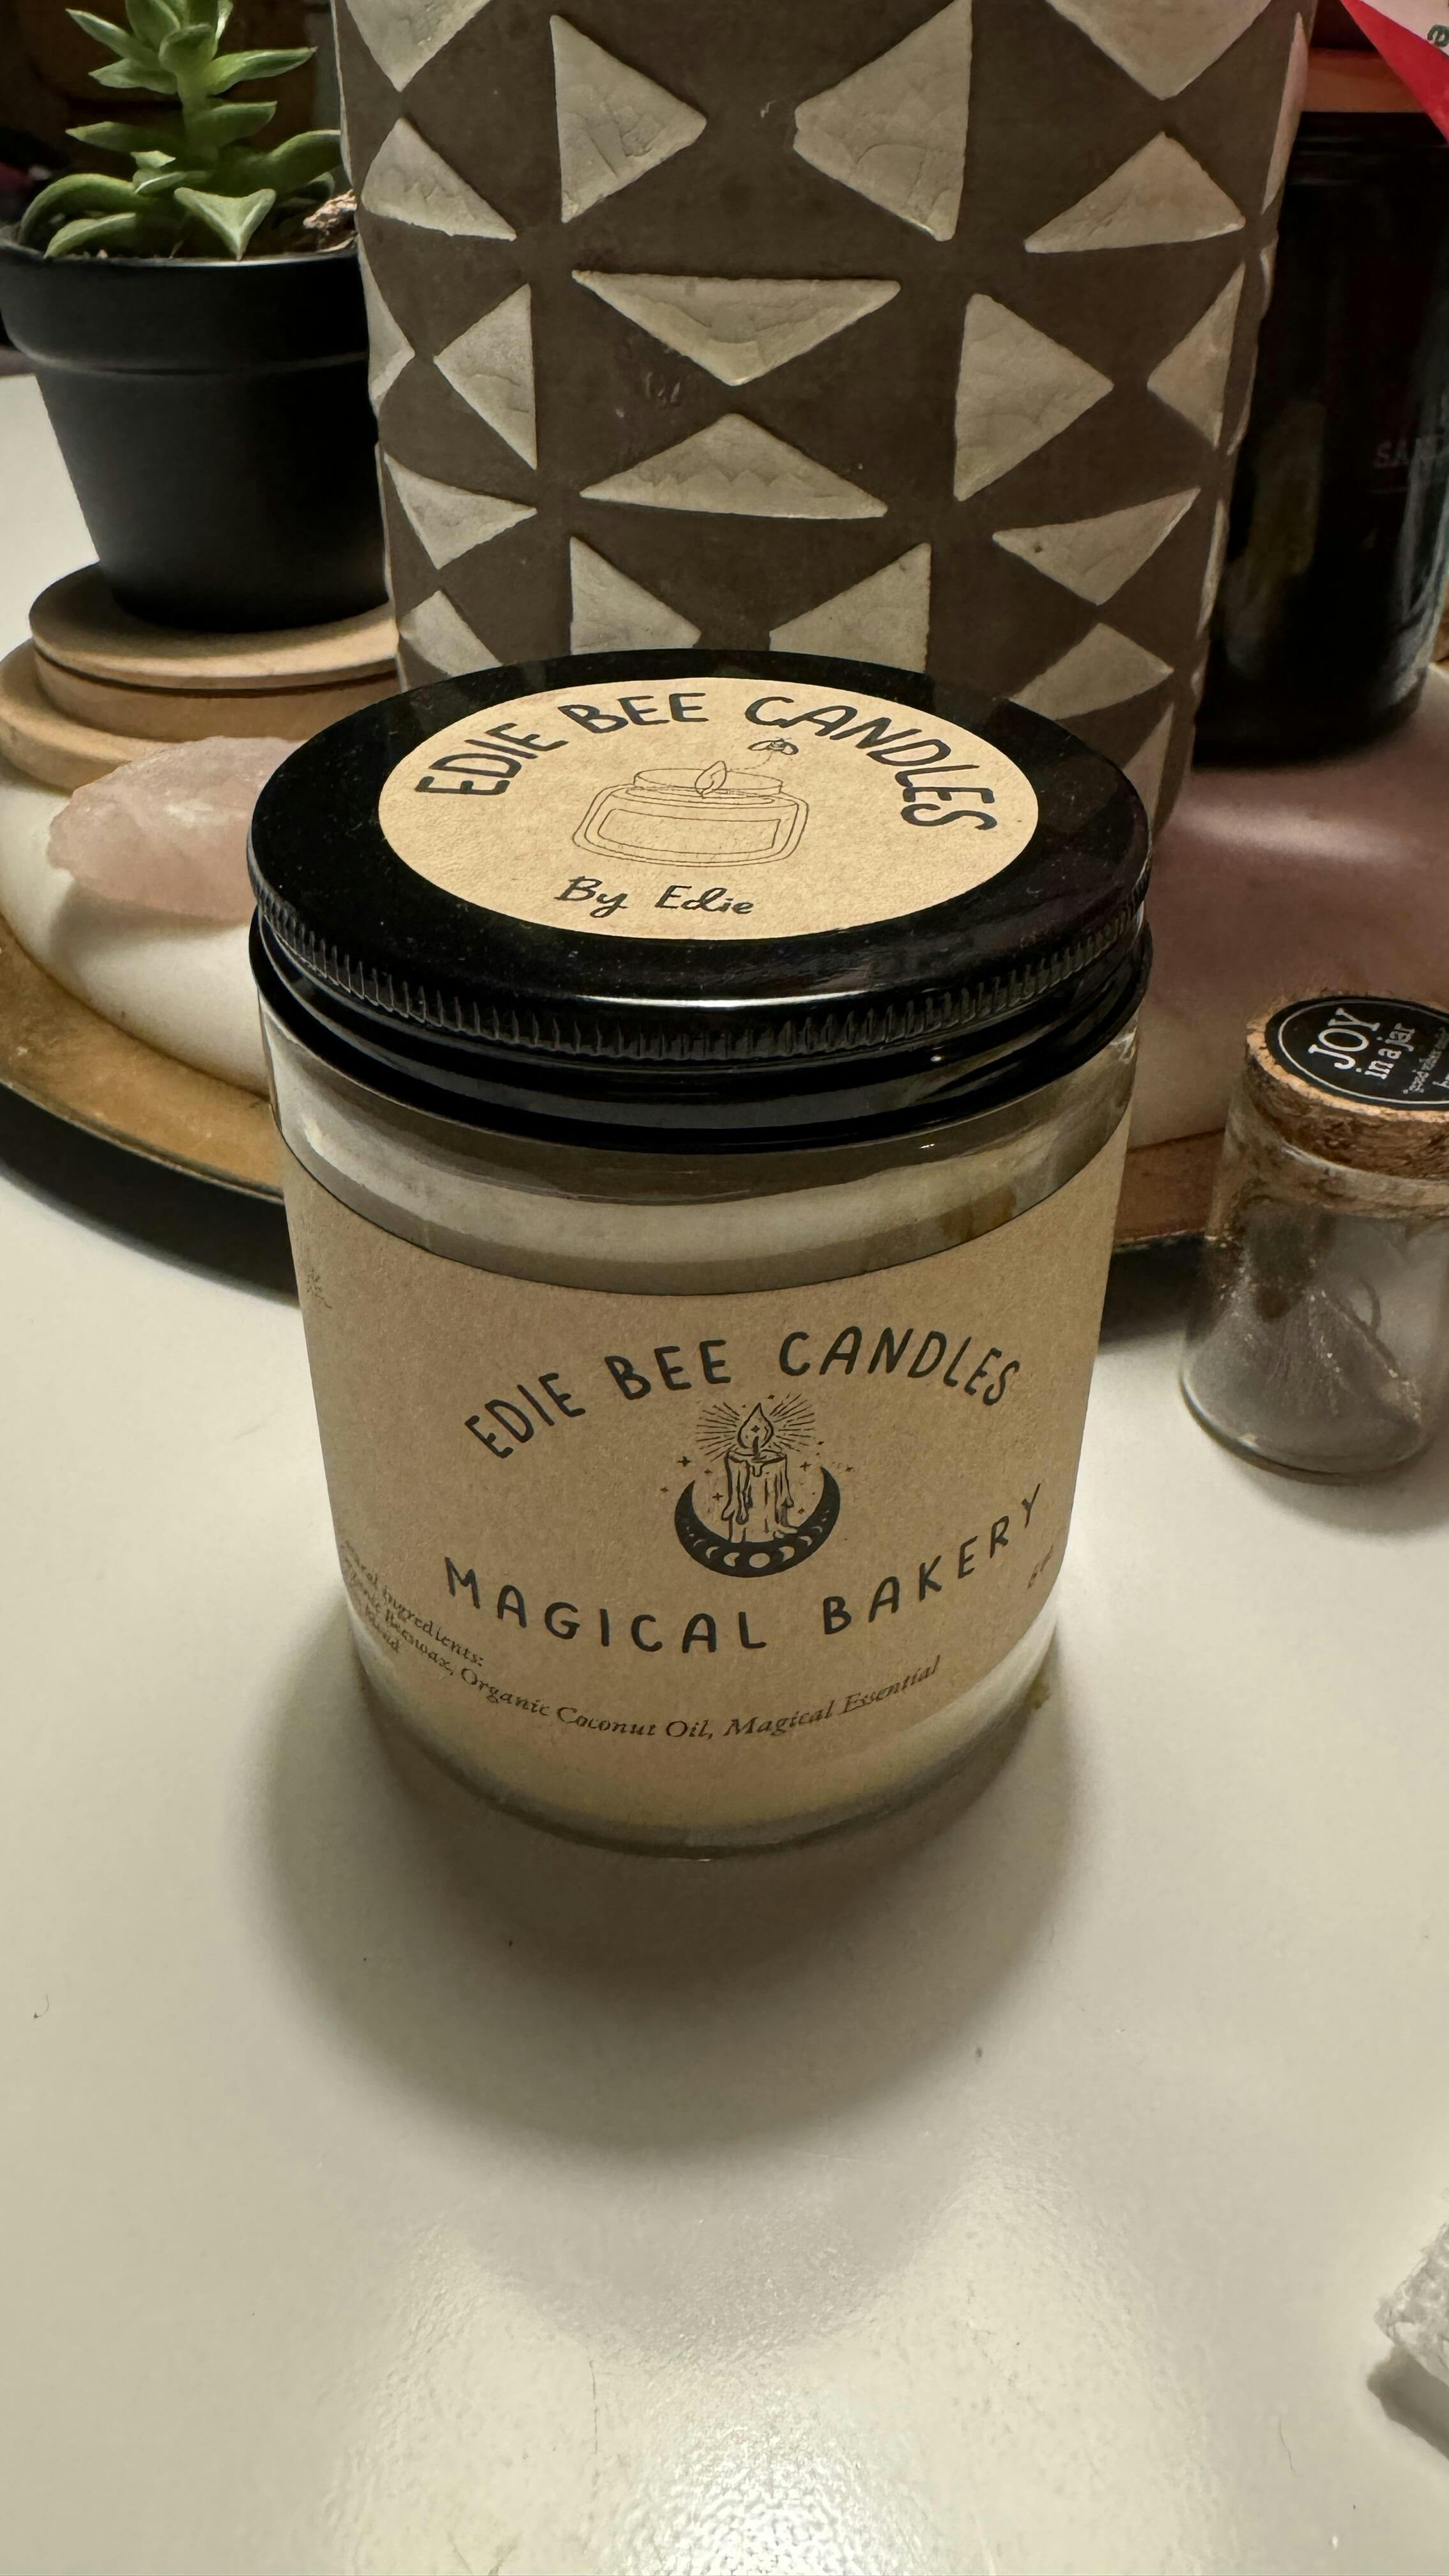 EDIE BEE CANDLES
By Edie
JOY
in a jar
EDIE BEE CANDLES
MAGICAL BAKERY
ingredients:
Beeswax, Organic Coconut Oil, Magical Essential